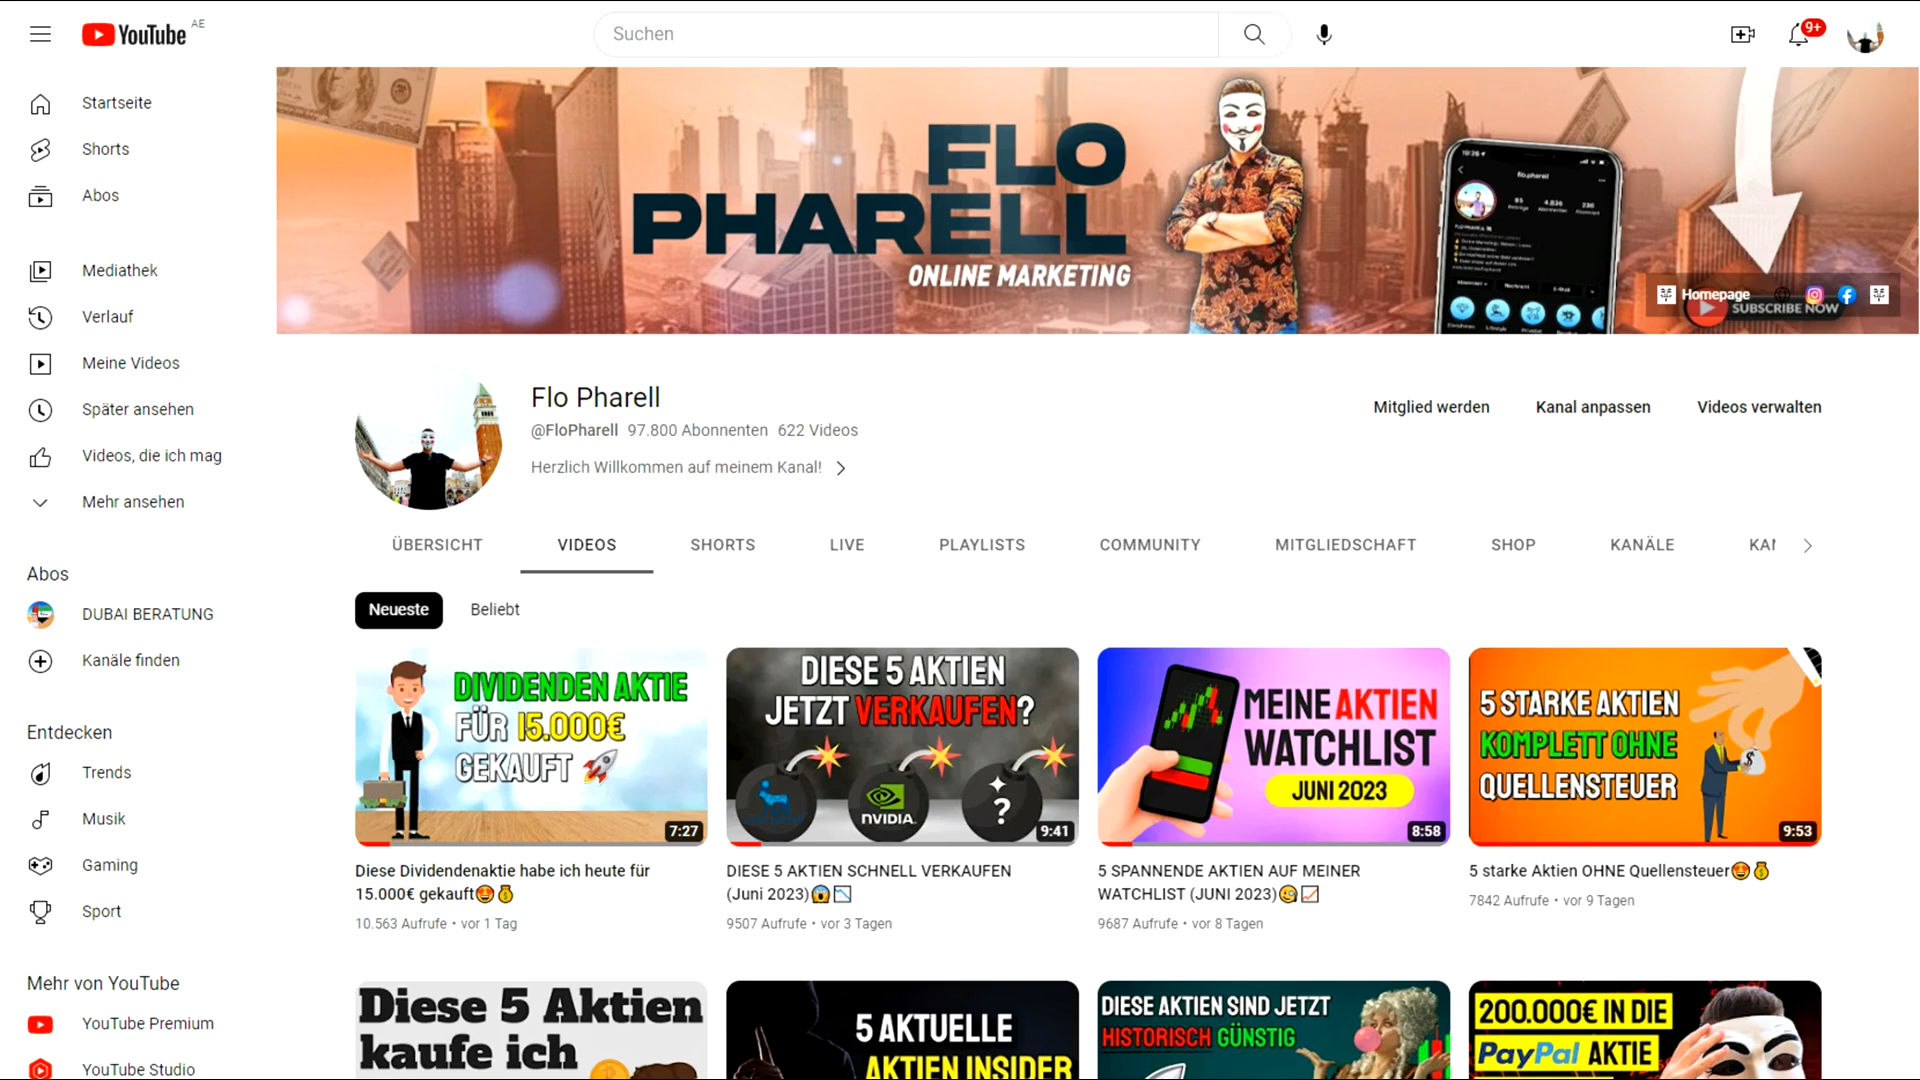 YouTube AE
Suchen
9+
Startseite
Shorts
Abos
Mediathek
Verlauf
Meine Videos
Später ansehen
Videos, die ich mag
Mehr ansehen
Abos
DUBAI BERATUNG
Kanäle finden
Entdecken
Trends
Musik
Gaming
Sport
Mehr von YouTube
YouTube Premium
YouTube Studio
FLO
PHARELL
ONLINE MARKETING
flo.pharell
Homepage
SUBSCRIBE NOW
Flo Pharell
@FloPharell 97.800 Abonnenten 622 Videos
Herzlich Willkommen auf meinem Kanal!
Mitglied werden Kanal anpassen Videos verwalten
ÜBERSICHT VIDEOS SHORTS LIVE PLAYLISTS COMMUNITY MITGLIEDSCHAFT SHOP KANÄLE
Neueste Beliebt
DIVIDENDEN AKTIE
FÜR 15.000€
GEKAUFT
7:27
Diese Dividendenaktie habe ich heute für
15.000€ gekauft🤩💰
10.563 Aufrufe • vor 1 Tag
DIESE 5 AKTIEN
JETZT VERKAUFEN?
NVIDIA.
?
9:41
DIESE 5 AKTIEN SCHNELL VERKAUFEN
(Juni 2023)😱📉
9507 Aufrufe • vor 3 Tagen
MEINE AKTIEN
WATCHLIST
JUNI 2023
8:58
5 SPANNENDE AKTIEN AUF MEINER
WATCHLIST (JUNI 2023)🧐📈
9687 Aufrufe • vor 8 Tagen
5 STARKE AKTIEN
KOMPLETT OHNE
QUELLENSTEUER
9:53
5 starke Aktien OHNE Quellensteuer🤩💰
7842 Aufrufe • vor 9 Tagen
Diese 5 Aktien
kaufe ich
5 AKTUELLE
AKTIEN INSIDER
DIESE AKTIEN SIND JETZT
HISTORISCH GÜNSTIG
200.000€ IN DIE
PayPal AKTIE